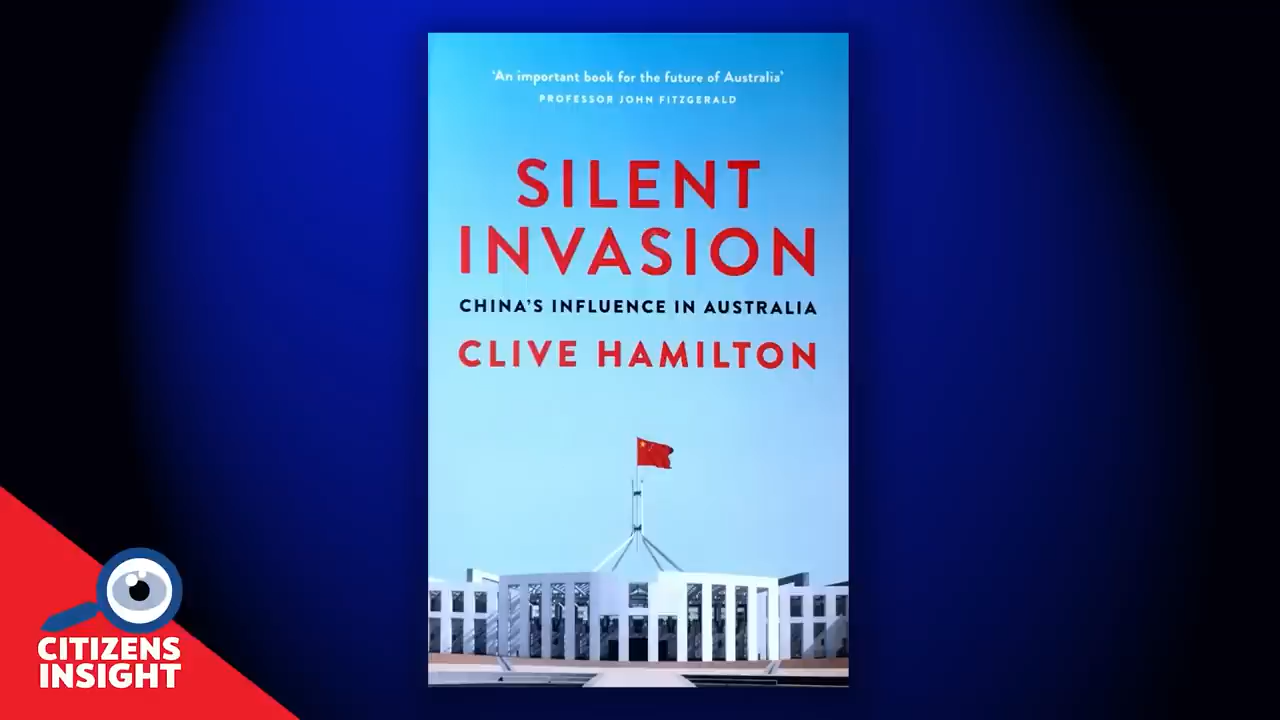 'An important book for the future of Australia'
PROFESSOR JOHN FITZGERALD
SILENT
INVASION
CHINA'S INFLUENCE IN AUSTRALIA
CLIVE HAMILTON
CITIZENS
INSIGHT